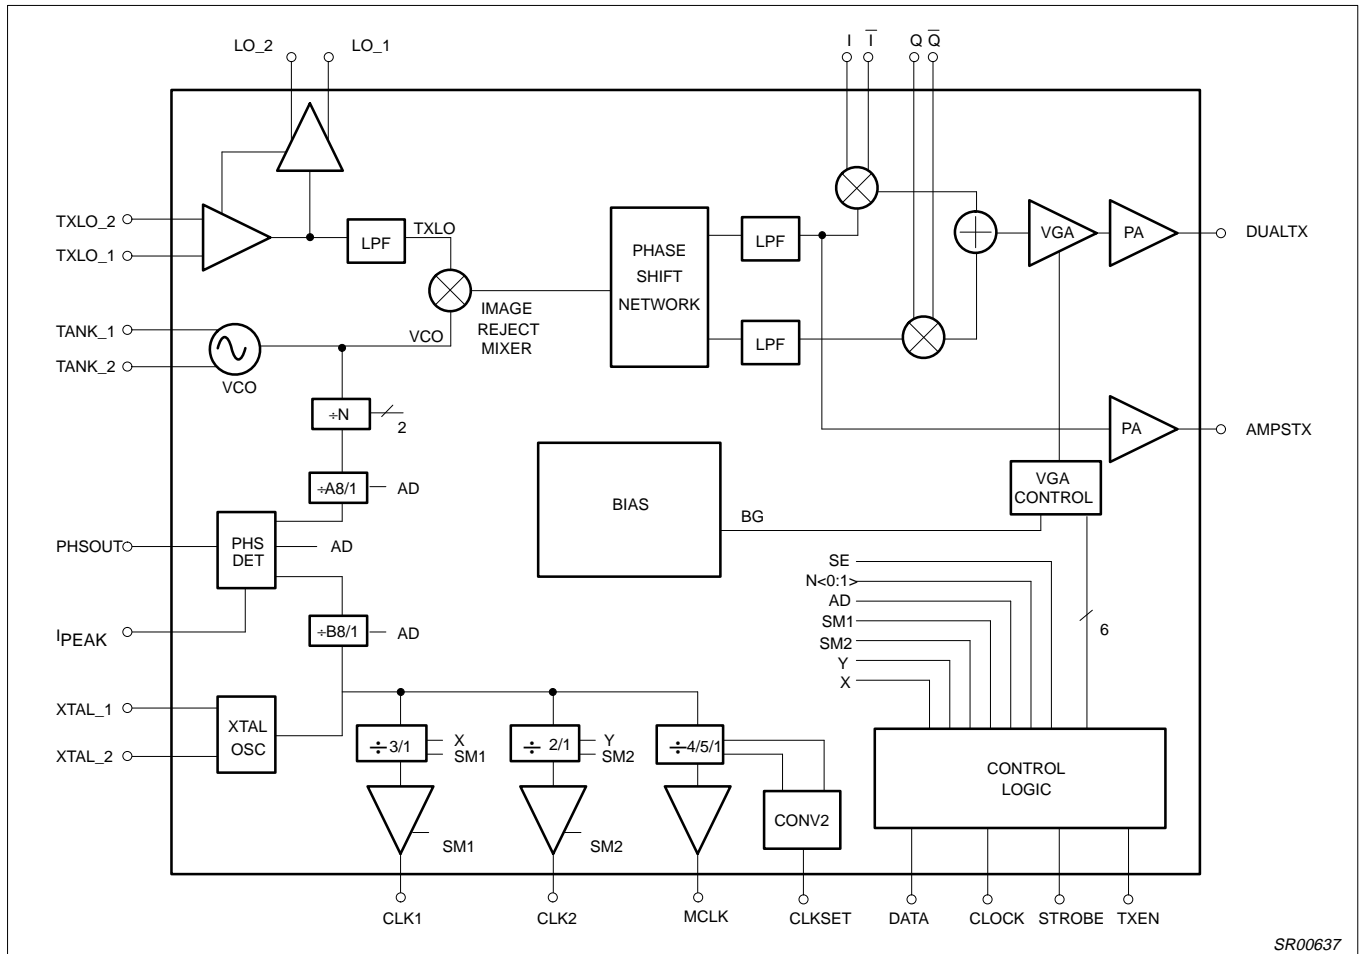 LO_2
LO_1
I
I̅
Q
Q̅
TXLO_2
TXLO_1
LPF
TXLO
TANK_1
TANK_2
VCO
VCO
IMAGE
REJECT
MIXER
PHASE
SHIFT
NETWORK
LPF
LPF
VGA
PA
DUALTX
÷N
2
÷A8/1
AD
PA
AMPSTX
VGA
CONTROL
BIAS
BG
PHSOUT
PHS
DET
AD
IPEAK
÷B8/1
AD
SE
N<0:1>
AD
SM1
SM2
Y
X
6
XTAL_1
XTAL_2
XTAL
OSC
÷ 3/1
X
SM1
÷ 2/1
Y
SM2
÷4/5/1
CONV2
CONTROL
LOGIC
SM1
SM2
CLK1
CLK2
MCLK
CLKSET
DATA
CLOCK
STROBE
TXEN
SR00637